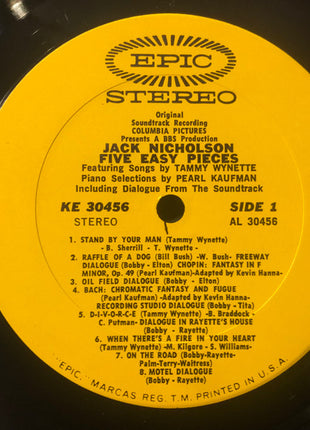 EPIC
STEREO
Original
Soundtrack Recording
COLUMBIA PICTURES
Presents A BBS Production
JACK NICHOLSON
FIVE EASY PIECES
Featuring Songs by TAMMY WYNETTE
Piano Selections by PEARL KAUFMAN
Including Dialogue From The Soundtrack
KE 30456 SIDE 1
STEREO AL 30456
1. STAND BY YOUR MAN (Tammy Wynette)
- B. Sherrill - T. Wynette -
2. RAFFLE OF A DOG (Bill Bush) - W. Bush- FREEWAY
DIALOGUE (Bobby - Elton) CHOPIN: FANTASY IN F
MINOR, Op. 49 (Pearl Kaufman)-Adapted by Kevin Hanna-
3. OIL FIELD DIALOGUE (Bobby - Elton)
4. BACH: CHROMATIC FANTASY AND FUGUE
(Pearl Kaufman) -Adapted by Kevin Hanna-
RECORDING STUDIO DIALOGUE (Bobby - Tita)
5. D-I-V-O-R-C-E (Tammy Wynette) -B. Braddock -
C. Putman- DIALOGUE IN RAYETTE'S HOUSE
(Bobby - Rayette)
6. WHEN THERE'S A FIRE IN YOUR HEART
(Tammy Wynette) -M. Kilgore - S. Williams-
7. ON THE ROAD (Bobby-Rayette-
Palm-Terry-Waitress)
8. MOTEL DIALOGUE
(Bobby - Rayette)
"EPIC," MARCAS REG. T.M. PRINTED IN U.S.A.